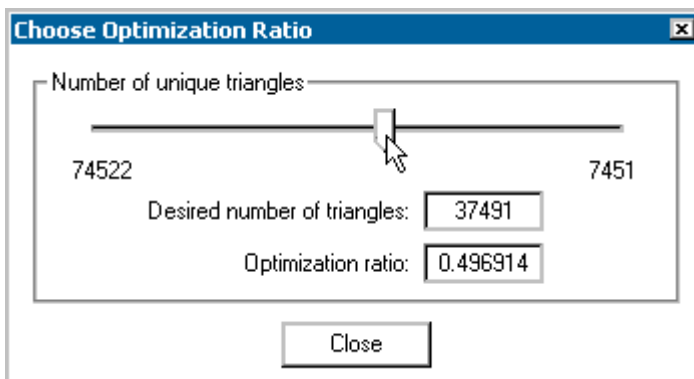 Choose Optimization Ratio
Number of unique triangles
74522 7451
Desired number of triangles: 37491
Optimization ratio: 0.496914
Close